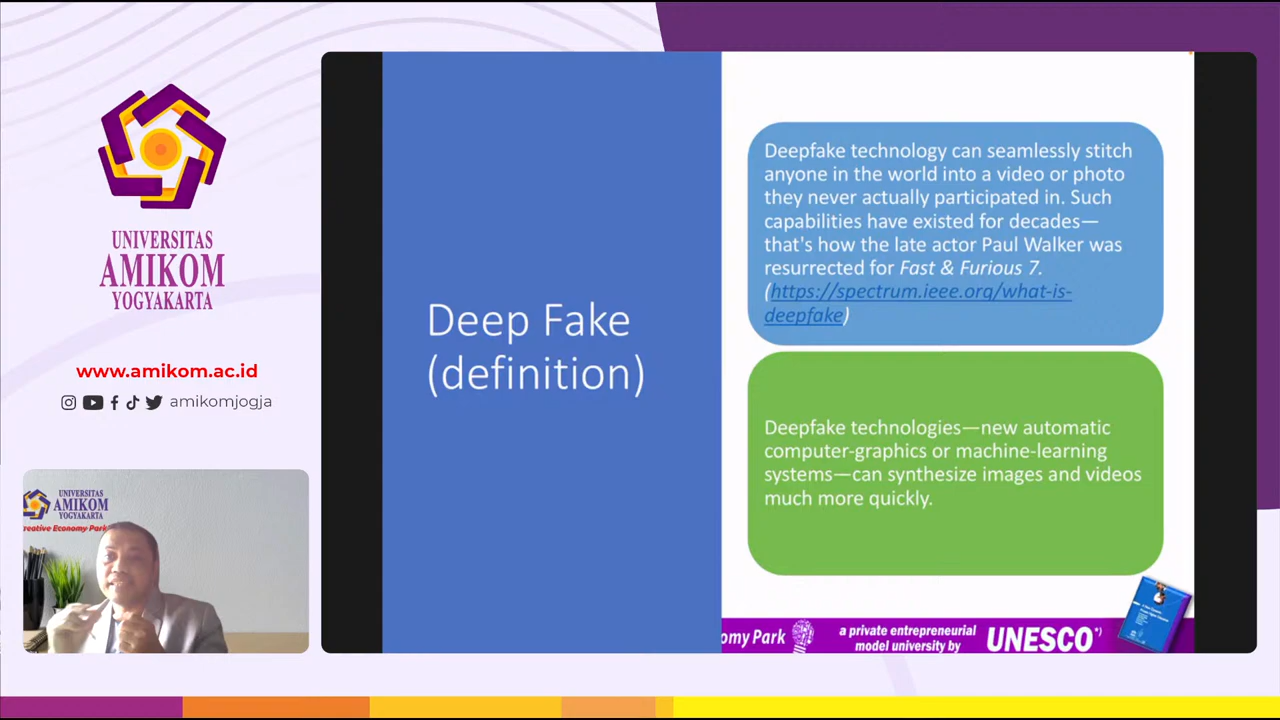 UNIVERSITAS
AMIKOM
YOGYAKARTA
www.amikom.ac.id
amikomjogja
UNIVERSITAS
AMIKOM
YOGYAKARTA
reative Economy Park
Deep Fake
(definition)
Deepfake technology can seamlessly stitch
anyone in the world into a video or photo
they never actually participated in. Such
capabilities have existed for decades—
that's how the late actor Paul Walker was
resurrected for Fast & Furious 7.
(https://spectrum.ieee.org/what-is-
deepfake)
Deepfake technologies—new automatic
computer-graphics or machine-learning
systems—can synthesize images and videos
much more quickly.
omy Park
a private entrepreneurial
model university by
UNESCO*)